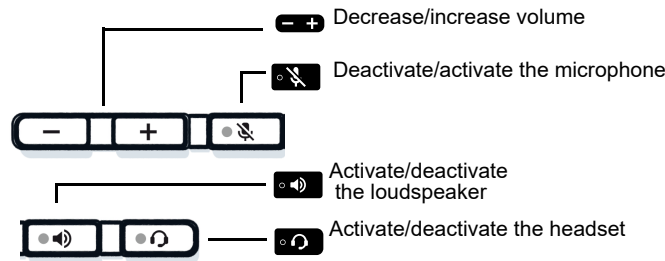 Decrease/increase volume
Deactivate/activate the microphone
Activate/deactivate
the loudspeaker
Activate/deactivate the headset